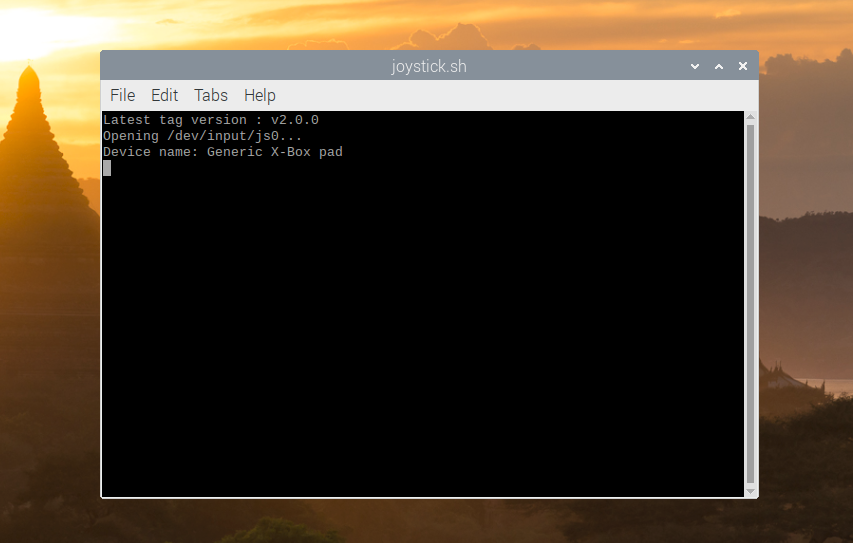 joystick.sh
File Edit Tabs Help
Latest tag version : v2.0.0
Opening /dev/input/js0...
Device name: Generic X-Box pad